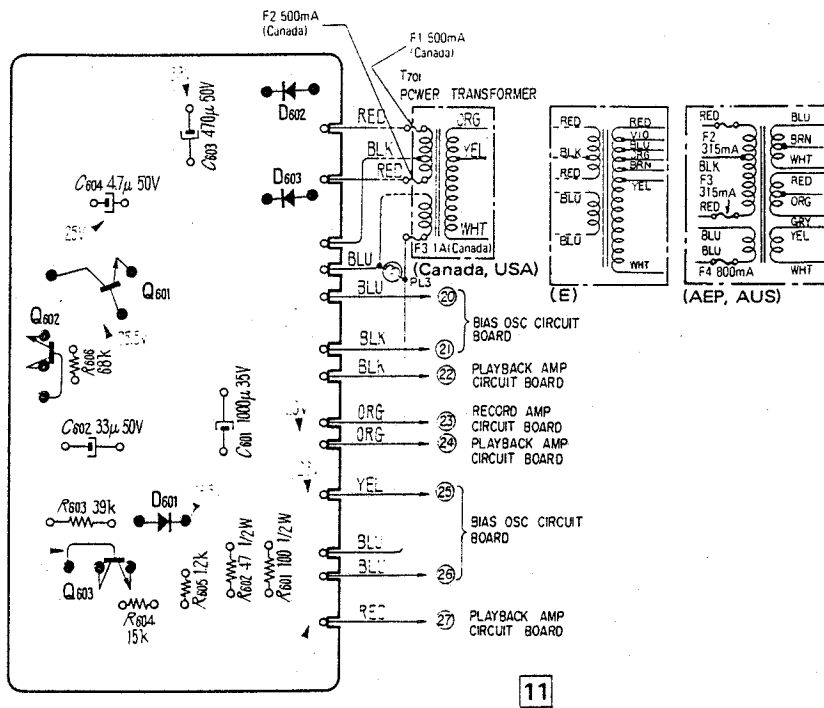 F2 500mA
(Canada)
F1 500mA
(Canada)
T701
POWER TRANSFORMER
RED
BLK
RED
ORG
YEL
WHT
F3 1A (Canada)
(Canada, USA)
PL3
RED
BLK
RED
BLU
BLU
RED
VIO
BLU
ORG
BRN
YEL
WHT
(E)
RED
F2
315mA
BLK
F3
315mA
RED
BLU
BLU
F4 800mA
BLU
BRN
WHT
RED
ORG
GRY
YEL
WHT
(AEP, AUS)
C603 470μ 50V
D602
D603
C604 4.7μ 50V
25V
Q601
25.5V
Q602
R606
68k
C602 33μ 50V
C601 1000μ 35V
R603 39k
D601
Q603
R604
15k
R605 1.2k
R602 47 1/2W
R601 100 1/2W
BLU
BLU 20
BLK 21
BIAS OSC CIRCUIT
BOARD
BLK 22 PLAYBACK AMP
CIRCUIT BOARD
ORG 23 RECORD AMP
CIRCUIT BOARD
ORG 24 PLAYBACK AMP
CIRCUIT BOARD
YEL 25
BIAS OSC CIRCUIT
BOARD
BLU
BLU 26
RED 27 PLAYBACK AMP
CIRCUIT BOARD
11